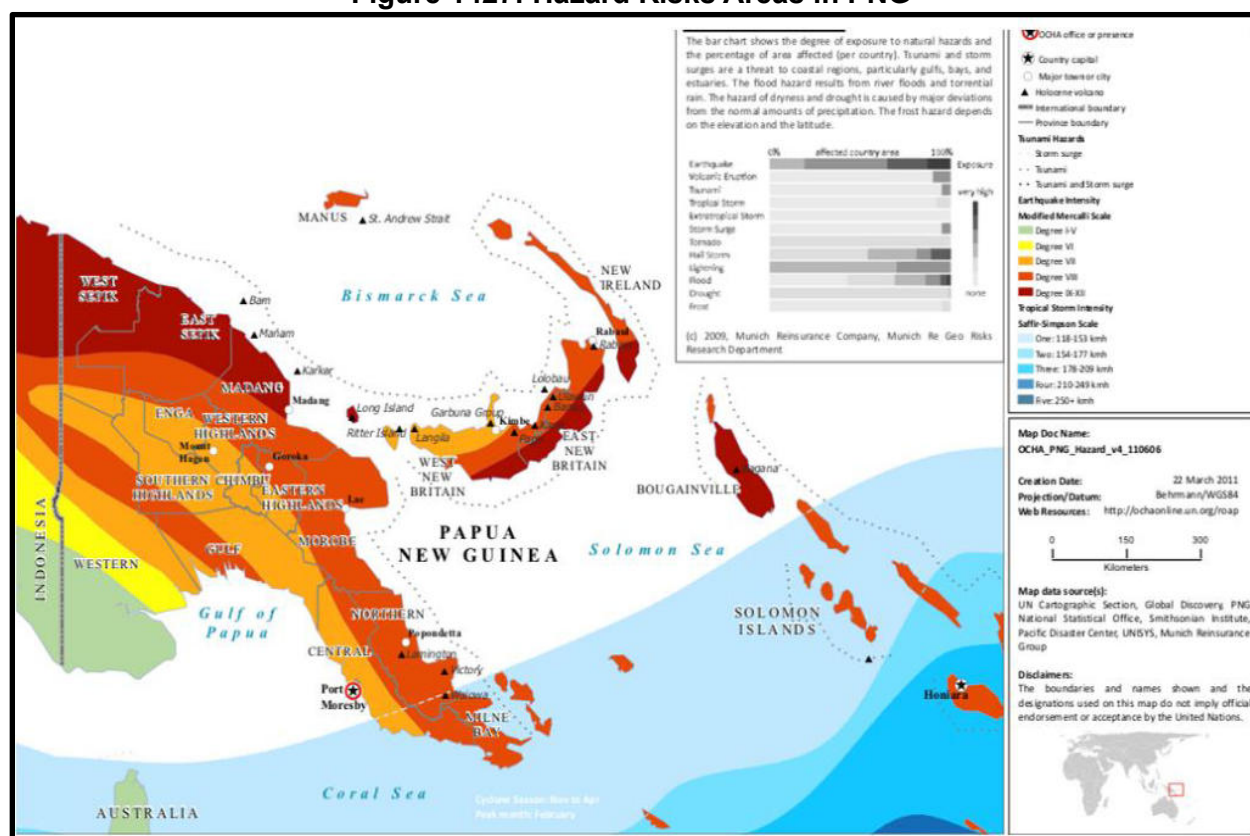 The bar chart shows the degree of exposure to natural hazards and
the percentage of area affected (per country). Tsunami and storm
surges are a threat to coastal regions, particularly gulfs, bays, and
estuaries. The flood hazard results from river floods and torrential
rain. The hazard of dryness and drought is caused by major deviations
from the normal amounts of precipitation. The frost hazard depends
on the elevation and the latitude.
0% affected country area 100%
Earthquake
Volcanic Eruption
Tsunami
Tropical Storm
Extratropical Storm
Storm Surge
Tornado
Hail Storm
Lightening
Flood
Drought
Frost
Exposure
very high
none
(c) 2009, Munich Reinsurance Company, Munich Re Geo Risks
Research Department
OCHA office or presence
Country capital
Major town or city
Holocene volcano
International boundary
Province boundary
Tsunami Hazards
Storm surge
Tsunami
Tsunami and Storm surge
Earthquake Intensity
Modified Mercalli Scale
Degree I-V
Degree VI
Degree VII
Degree VIII
Degree IX-XII
Tropical Storm Intensity
Saffir-Simpson Scale
One: 118-153 kmh
Two: 154-177 kmh
Three: 178-209 kmh
Four: 210-249 kmh
Five: 250+ kmh
Map Doc Name:
OCHA_PNG_Hazard_v4_110606
Creation Date: 22 March 2011
Projection/Datum: Behrmann/WGS84
Web Resources: http://ochaonline.un.org/roap
0 150 300
Kilometers
Map data source(s):
UN Cartographic Section, Global Discovery, PNG
National Statistical Office, Smithsonian Institute,
Pacific Disaster Center, UNISYS, Munich Reinsurance
Group
Disclaimers:
The boundaries and names shown and the
designations used on this map do not imply official
endorsement or acceptance by the United Nations.
MANUS
St. Andrew Strait
WEST
SEPIK
EAST
SEPIK
Bam
Manam
Bismarck Sea
NEW
IRELAND
Rabaul
Karkar
MADANG
Madang
Long Island
Ritter Island
Langila
Garbuna Group
Kimbe
Lolobau
Ulawun
EAST
NEW
BRITAIN
WEST
NEW
BRITAIN
ENGA
WESTERN
HIGHLANDS
Mount
Hagen
Goroka
SOUTHERN
HIGHLANDS
CHIMBU
EASTERN
HIGHLANDS
Lae
MOROBE
GULF
WESTERN
INDONESIA
PAPUA
NEW GUINEA
BOUGAINVILLE
Bagana
Solomon Sea
SOLOMON
ISLANDS
Honiara
Gulf of
Papua
NORTHERN
Popondetta
Lamington
Victory
Waiowa
CENTRAL
Port
Moresby
MILNE
BAY
Coral Sea
AUSTRALIA
Cyclone Season: Nov to Apr
Peak month: February